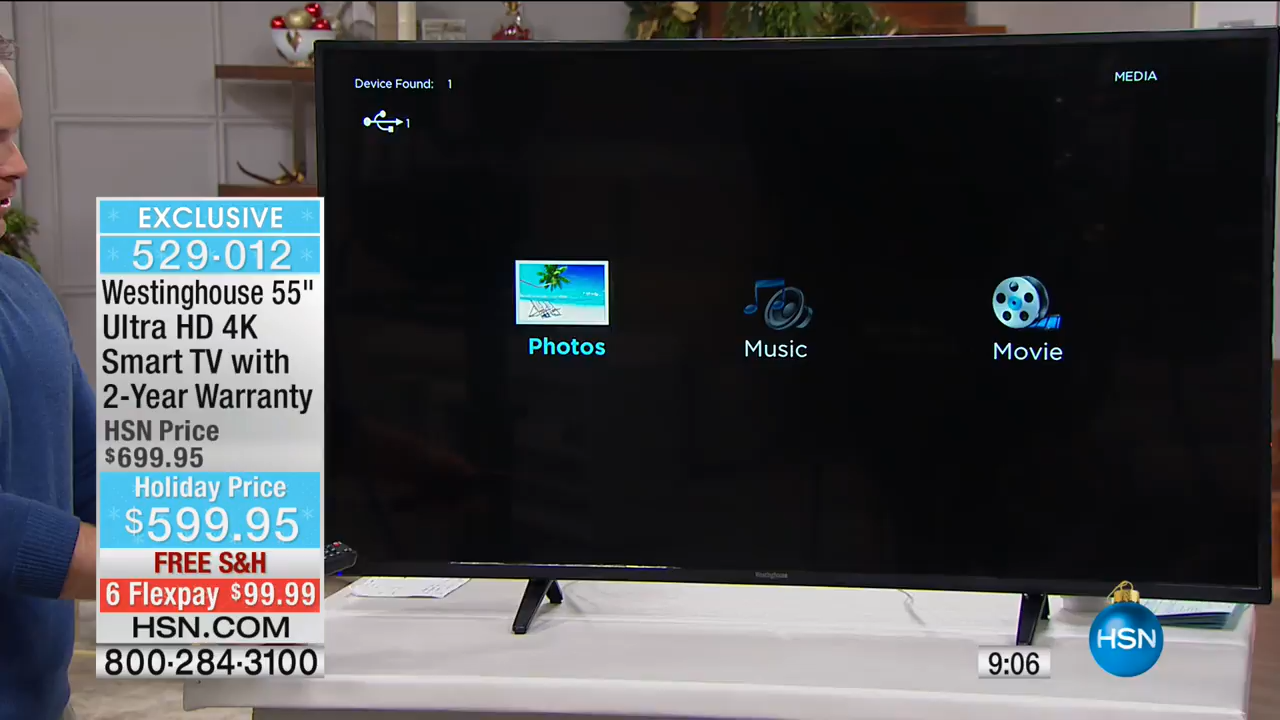 Device Found: 1
MEDIA
1
EXCLUSIVE
529·012
Westinghouse 55"
Ultra HD 4K
Smart TV with
2-Year Warranty
HSN Price
$699.95
Holiday Price
$599.95
FREE S&H
6 Flexpay $99.99
HSN.COM
800·284·3100
Photos
Music
Movie
Westinghouse
9:06
HSN